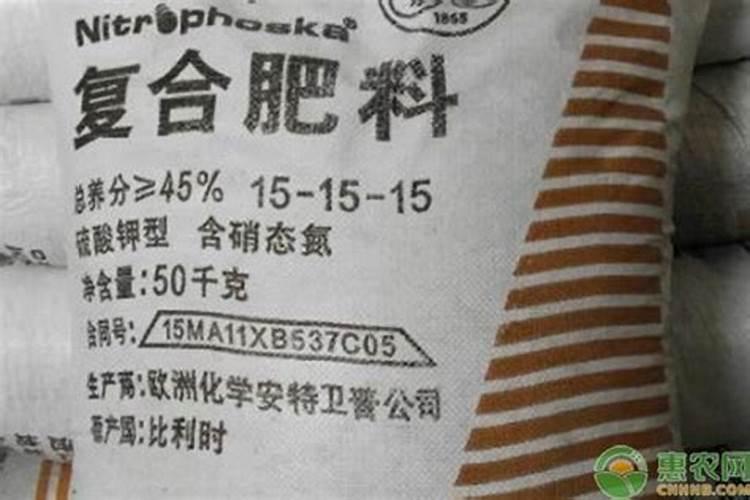 Nitrophoska®
1865
复合肥料
总养分≥45% 15-15-15
硫酸钾型 含硝态氮
净含量:50千克
合同号: 15MA11XB537C05
生产商:欧洲化学安特卫普公司
原产国:比利时
惠农网
CNHNB.COM